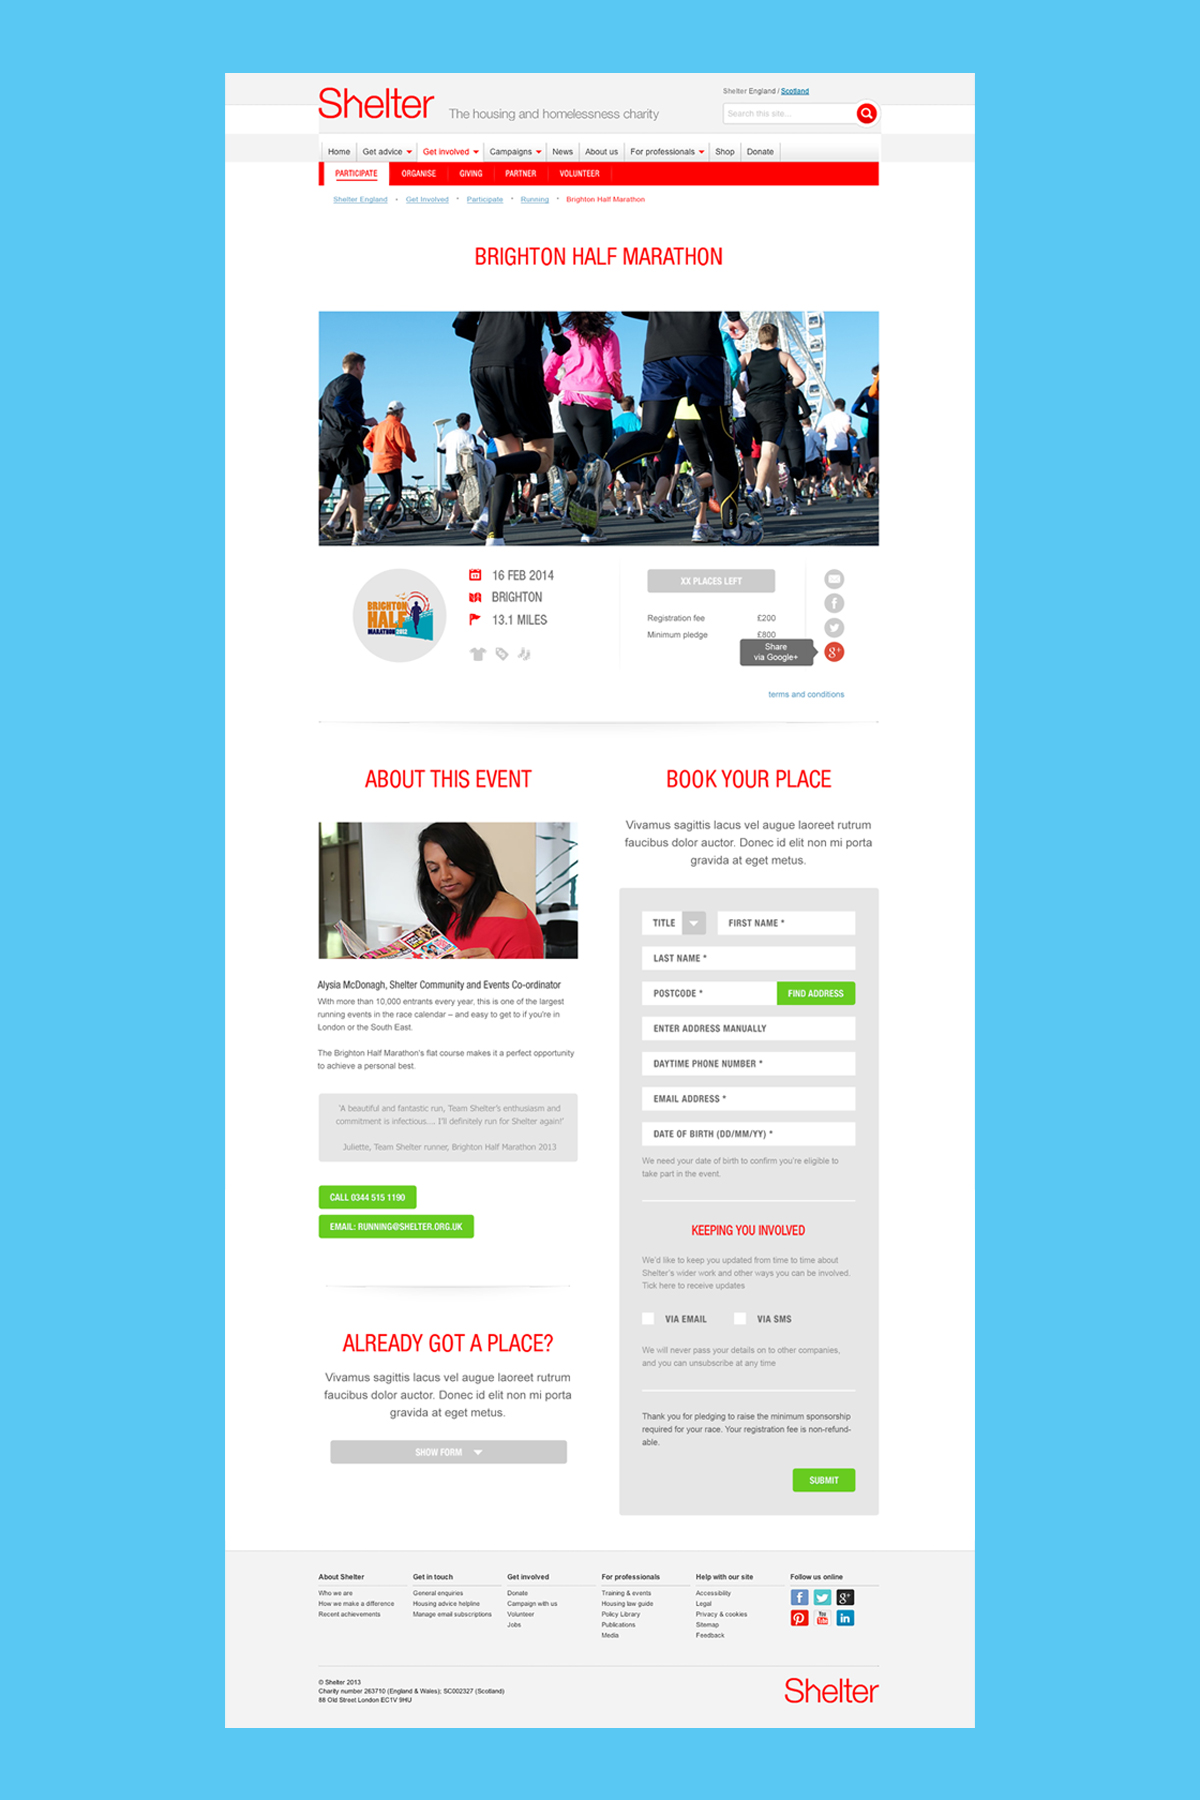 Shelter
The housing and homelessness charity
Shelter England / Scotland
Search this site...
Home
Get advice
Get involved
Campaigns
News
About us
For professionals
Shop
Donate
PARTICIPATE
ORGANISE
GIVING
PARTNER
VOLUNTEER
Shelter England • Get Involved • Participate • Running • Brighton Half Marathon
BRIGHTON HALF MARATHON
BRIGHTON
HALF
MARATHON 2012
16 FEB 2014
BRIGHTON
13.1 MILES
XX PLACES LEFT
Registration fee £200
Minimum pledge £800
Share
via Google+
terms and conditions
ABOUT THIS EVENT
Alysia McDonagh, Shelter Community and Events Co-ordinator
With more than 10,000 entrants every year, this is one of the largest
running events in the race calendar – and easy to get to if you're in
London or the South East.
The Brighton Half Marathon's flat course makes it a perfect opportunity
to achieve a personal best.
'A beautiful and fantastic run, Team Shelter's enthusiasm and
commitment is infectious.... I'll definitely run for Shelter again!'
Juliette, Team Shelter runner, Brighton Half Marathon 2013
CALL 0344 515 1190
EMAIL: RUNNING@SHELTER.ORG.UK
ALREADY GOT A PLACE?
Vivamus sagittis lacus vel augue laoreet rutrum
faucibus dolor auctor. Donec id elit non mi porta
gravida at eget metus.
SHOW FORM
BOOK YOUR PLACE
Vivamus sagittis lacus vel augue laoreet rutrum
faucibus dolor auctor. Donec id elit non mi porta
gravida at eget metus.
TITLE
FIRST NAME *
LAST NAME *
POSTCODE *
FIND ADDRESS
ENTER ADDRESS MANUALLY
DAYTIME PHONE NUMBER *
EMAIL ADDRESS *
DATE OF BIRTH (DD/MM/YY) *
We need your date of birth to confirm you're eligible to
take part in the event.
KEEPING YOU INVOLVED
We'd like to keep you updated from time to time about
Shelter's wider work and other ways you can be involved.
Tick here to receive updates
VIA EMAIL
VIA SMS
We will never pass your details on to other companies,
and you can unsubscribe at any time
Thank you for pledging to raise the minimum sponsorship
required for your race. Your registration fee is non-refund-
able.
SUBMIT
About Shelter
Who we are
How we make a difference
Recent achievements
Get in touch
General enquiries
Housing advice helpline
Manage email subscriptions
Get involved
Donate
Campaign with us
Volunteer
Jobs
For professionals
Training & events
Housing law guide
Policy Library
Publications
Media
Help with our site
Accessibility
Legal
Privacy & cookies
Sitemap
Feedback
Follow us online
© Shelter 2013
Charity number 263710 (England & Wales); SC002327 (Scotland)
88 Old Street London EC1V 9HU
Shelter